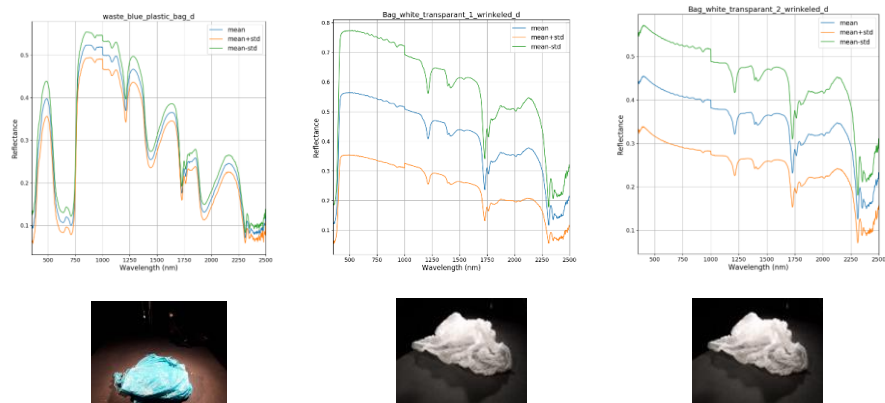 waste_blue_plastic_bag_d
mean
mean+std
mean-std
Reflectance
0.5
0.4
0.3
0.2
0.1
500
750
1000
1250
1500
1750
2000
2250
2500
Wavelength (nm)
Bag_white_transparant_1_wrinkeled_d
mean
mean+std
mean-std
Reflectance
0.8
0.7
0.6
0.5
0.4
0.3
0.2
0.1
500
750
1000
1250
1500
1750
2000
2250
2500
Wavelength (nm)
Bag_white_transparant_2_wrinkeled_d
mean
mean+std
mean-std
Reflectance
0.5
0.4
0.3
0.2
0.1
500
750
1000
1250
1500
1750
2000
2250
2500
Wavelength (nm)